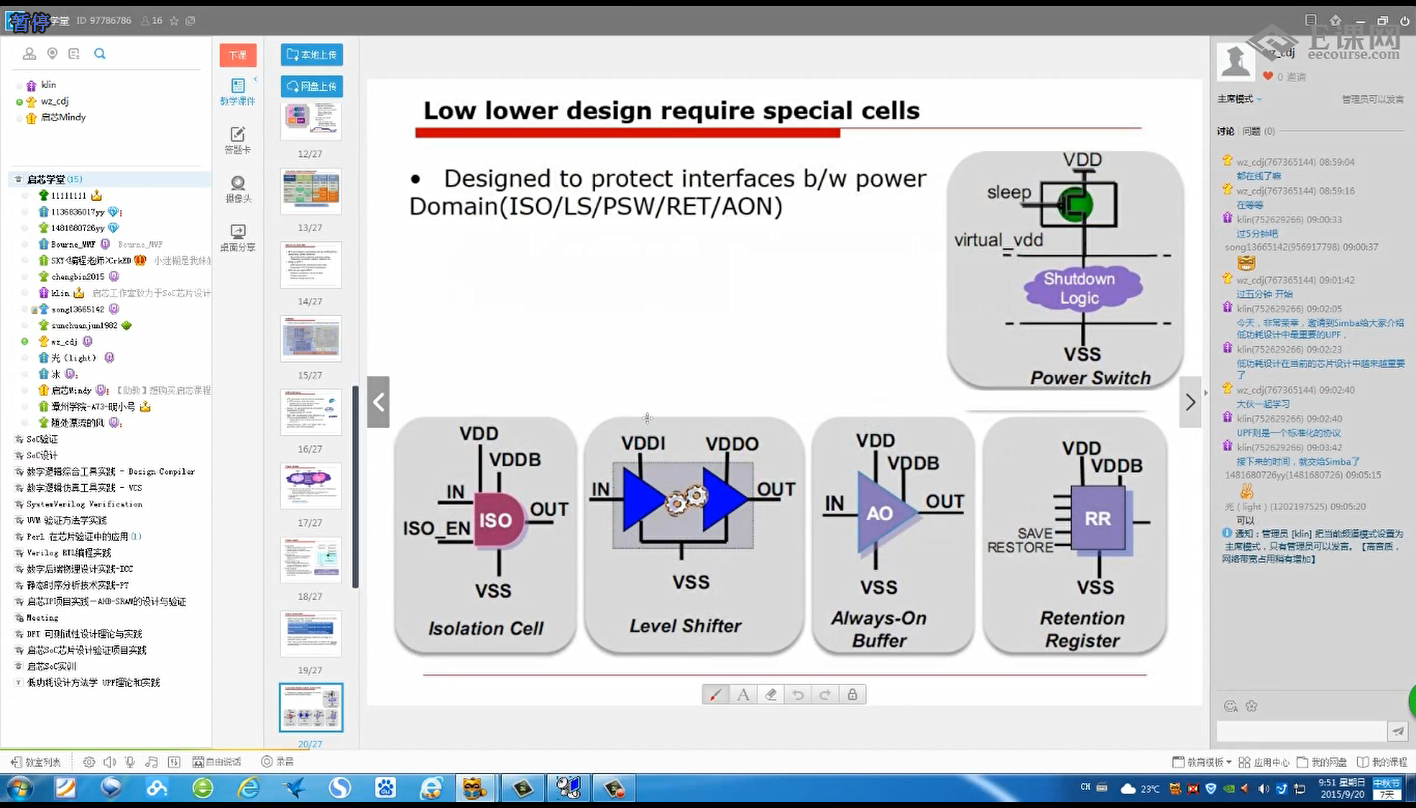 暂停
学堂 ID 97786786 16
E课网
eecourse.com
klin
wz_cdj
启芯Mindy
启芯学堂 (15)
11111111
1136836017yy
1481680726yy
Bourne_WWF Bourne_WWF
chengbin2015
klin 启芯工作室致力于SoC芯片设计
song13665142
sunchuanjun1982
wz_cdj
光 (light)
冰
启芯Mindy 【助教】想购买启芯课程
漳州学院-AT3-明小号
随处漂流的风
SoC验证
SoC设计
数字逻辑综合工具实践 - Design Compiler
数字逻辑仿真工具实践 - VCS
SystemVerilog Verification
UVM 验证方法学实践
Perl 在芯片验证中的应用 (1)
Verilog RTL编程实践
数字后端物理设计实践-ICC
静态时序分析技术实践-PT
启芯IP项目实践-AHB-SRAM的设计与验证
Meeting
DFT 可测试性设计理论与实践
启芯SoC芯片设计验证项目实践
启芯SoC实训
低功耗设计方法学 UPF理论和实践
下课
教学课件
答题卡
摄像头
桌面分享
本地上传
网盘上传
12/27
13/27
14/27
15/27
16/27
17/27
18/27
19/27
20/27
Low lower design require special cells
• Designed to protect interfaces b/w power
Domain(ISO/LS/PSW/RET/AON)
VDD
sleep
virtual_vdd
Shutdown
Logic
VSS
Power Switch
VDD
VDDB
IN
ISO_EN
ISO
OUT
VSS
Isolation Cell
VDDI
VDDO
IN
OUT
VSS
Level Shifter
VDD
VDDB
IN
AO
OUT
VSS
Always-On
Buffer
VDD
VDDB
RR
SAVE
RESTORE
VSS
Retention
Register
wz_cdj
0 邀请
主席模式
管理员可以发言
讨论 问题 (0)
wz_cdj(767365144) 08:59:04
都在线了嘛
wz_cdj(767365144) 08:59:16
在等等
klin(752629266) 09:00:33
过5分钟吧
song13665142(956917798) 09:00:37
wz_cdj(767365144) 09:01:42
过五分钟 开始
klin(752629266) 09:02:05
今天，非常荣幸，邀请到Simba给大家介绍
低功耗设计中最重要的UPF，
klin(752629266) 09:02:23
低功耗设计在当前的芯片设计中越来越重要
了
wz_cdj(767365144) 09:02:40
大伙一起学习
klin(752629266) 09:02:40
UPF则是一个标准化的协议
klin(752629266) 09:03:42
接下来的时间，就交给Simba了
1481680726yy(1481680726) 09:05:15
光 ( light ) (1202197525) 09:05:20
可以
通知：管理员 [klin] 把当前频道模式设置为
主席模式，只有管理员可以发言。【高音质，
网络带宽占用稍有增加】
教室列表
自由说话
录音
教育模板
应用中心
我的网盘
我的课程
CH
23℃
9:51 星期日
2015/9/20
中秋节
7天